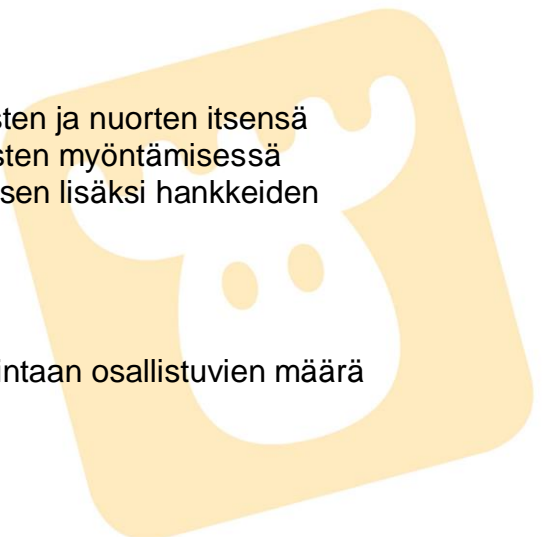 sten ja nuorten itsensä
sten myöntämisessä
sen lisäksi hankkeiden
intaan osallistuvien määrä